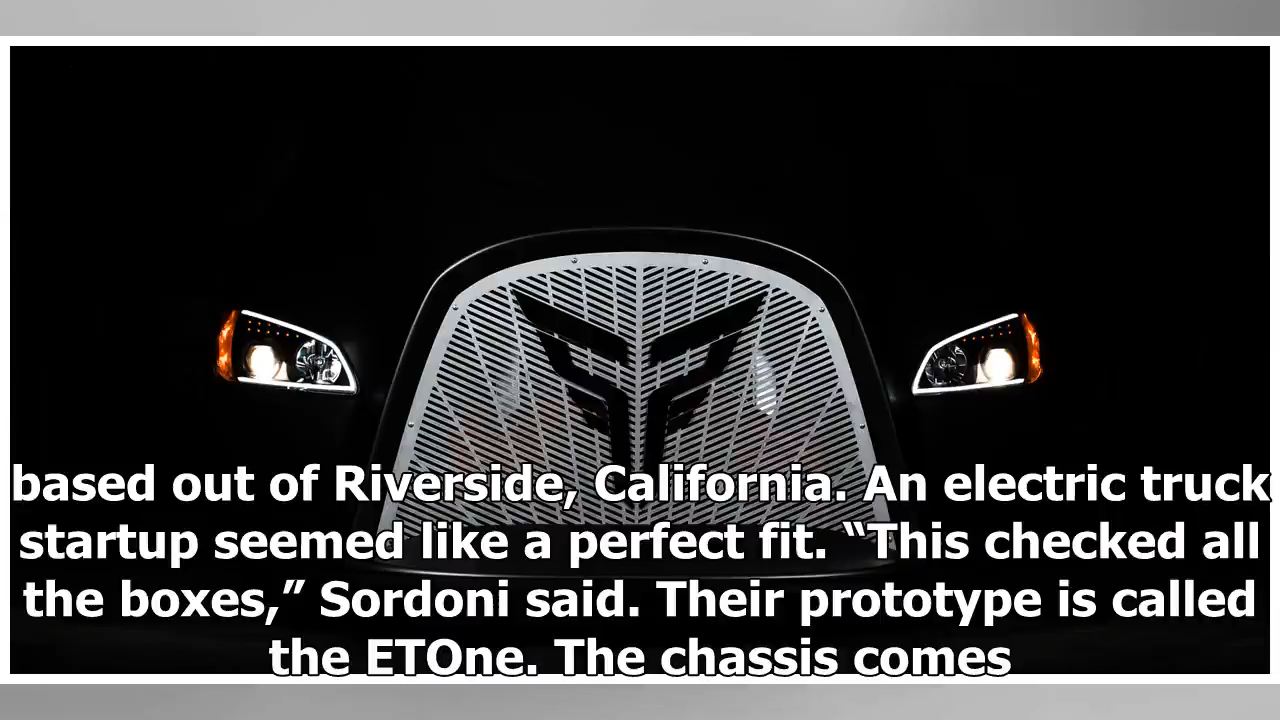 based out of Riverside, California. An electric truck
startup seemed like a perfect fit. “This checked all
the boxes,” Sordoni said. Their prototype is called
the ETOne. The chassis comes